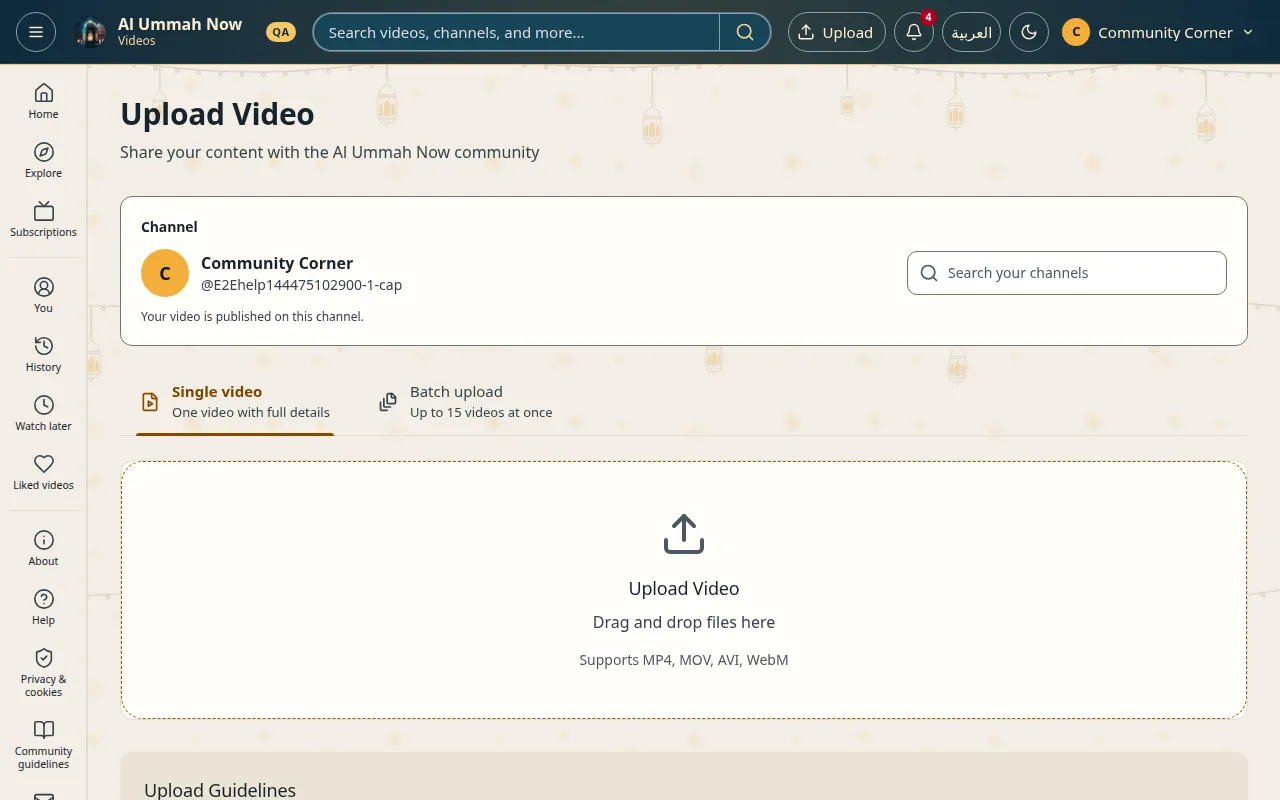 Al Ummah Now
Videos
QA
Search videos, channels, and more...
Upload
4
العربية
C
Community Corner
Home
Explore
Subscriptions
You
History
Watch later
Liked videos
About
Help
Privacy &
cookies
Community
guidelines
Upload Video
Share your content with the Al Ummah Now community
Channel
C
Community Corner
@E2Ehelp144475102900-1-cap
Search your channels
Your video is published on this channel.
Single video
One video with full details
Batch upload
Up to 15 videos at once
Upload Video
Drag and drop files here
Supports MP4, MOV, AVI, WebM
Upload Guidelines